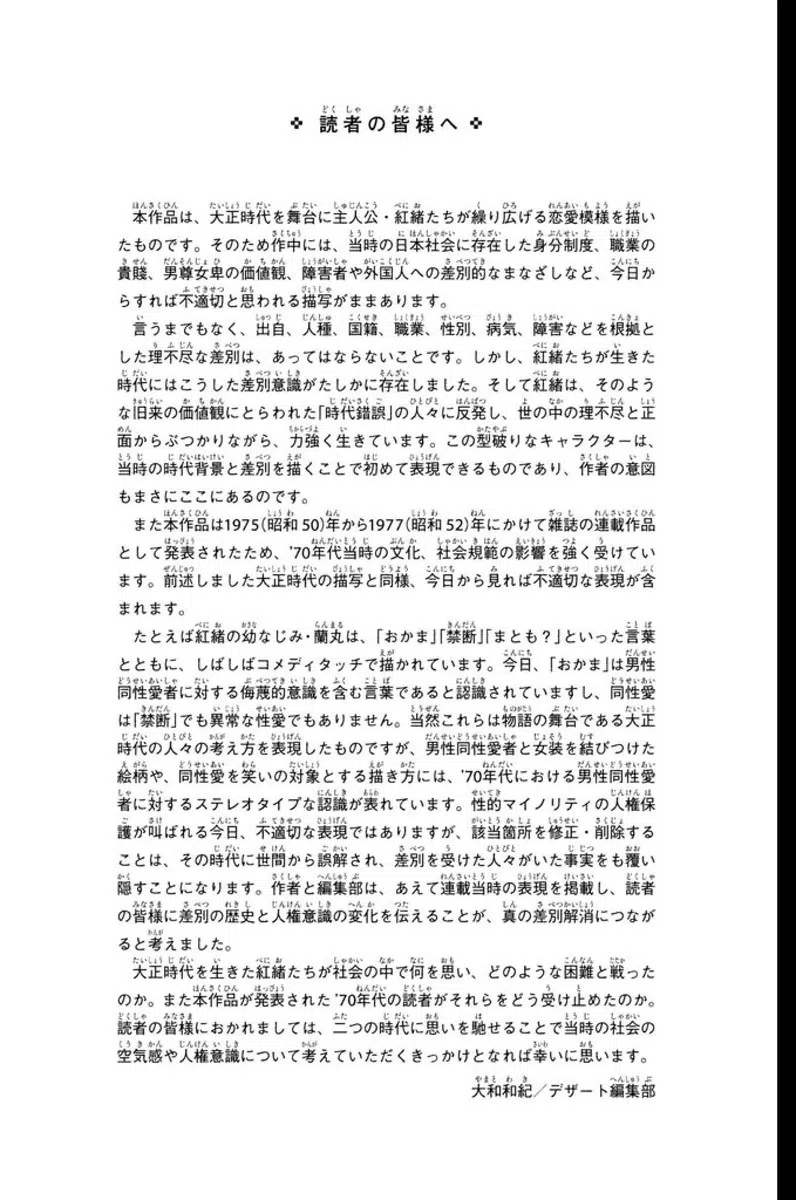 ❖ 読者の皆様へ ❖
本作品は、大正時代を舞台に主人公・紅緒たちが繰り広げる恋愛模様を描い
たものです。そのため作中には、当時の日本社会に存在した身分制度、職業の
貴賤、男尊女卑の価値観、障害者や外国人への差別的なまなざしなど、今日か
らすれば不適切と思われる描写がままあります。
言うまでもなく、出自、人種、国籍、職業、性別、病気、障害などを根拠と
した理不尽な差別は、あってはならないことです。しかし、紅緒たちが生きた
時代にはこうした差別意識がたしかに存在しました。そして紅緒は、そのよう
な旧来の価値観にとらわれた「時代錯誤」の人々に反発し、世の中の理不尽と正
面からぶつかりながら、力強く生きています。この型破りなキャラクターは、
当時の時代背景と差別を描くことで初めて表現できるものであり、作者の意図
もまさにここにあるのです。
また本作品は1975(昭和50)年から1977(昭和52)年にかけて雑誌の連載作品
として発表されたため、'70年代当時の文化、社会規範の影響を強く受けてい
ます。前述しました大正時代の描写と同様、今日から見れば不適切な表現が含
まれます。
たとえば紅緒の幼なじみ・蘭丸は、「おかま」「禁断」「まとも？」といった言葉
とともに、しばしばコメディタッチで描かれています。今日、「おかま」は男性
同性愛者に対する侮蔑的意識を含む言葉であると認識されていますし、同性愛
は「禁断」でも異常な性愛でもありません。当然これらは物語の舞台である大正
時代の人々の考え方を表現したものですが、男性同性愛者と女装を結びつけた
絵柄や、同性愛を笑いの対象とする描き方には、'70年代における男性同性愛
者に対するステレオタイプな認識が表れています。性的マイノリティの人権保
護が叫ばれる今日、不適切な表現ではありますが、該当箇所を修正・削除する
ことは、その時代に世間から誤解され、差別を受けた人々がいた事実をも覆い
隠すことになります。作者と編集部は、あえて連載当時の表現を掲載し、読者
の皆様に差別の歴史と人権意識の変化を伝えることが、真の差別解消につなが
ると考えました。
大正時代を生きた紅緒たちが社会のなかで何を思い、どのような困難と戦った
のか。また本作品が発表された'70年代の読者がそれらをどう受け止めたのか。
読者の皆様におかれましては、二つの時代に思いを馳せることで当時の社会の
空気感や人権意識について考えていただくきっかけとなれば幸いに思います。
大和和紀／デザート編集部